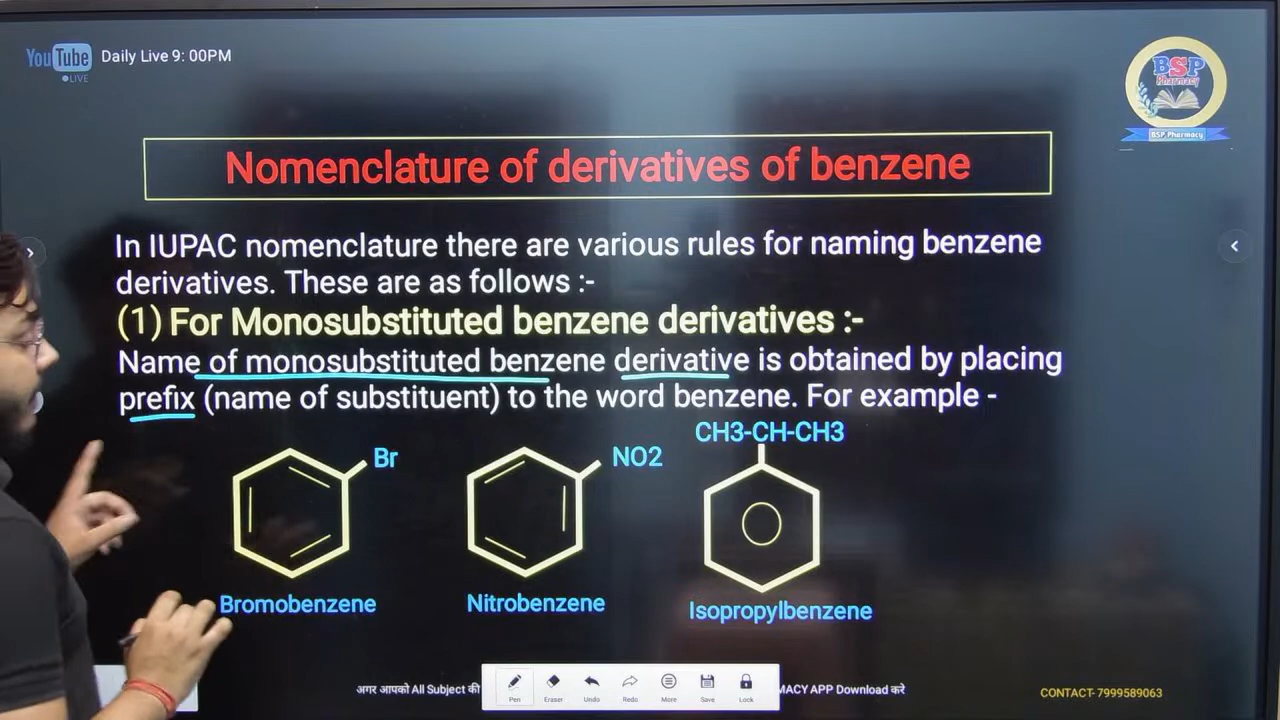 YouTube Daily Live 9: 00PM
LIVE
BSP
Pharmacy
BSP Pharmacy
Nomenclature of derivatives of benzene
In IUPAC nomenclature there are various rules for naming benzene
derivatives. These are as follows :-
(1) For Monosubstituted benzene derivatives :-
Name of monosubstituted benzene derivative is obtained by placing
prefix (name of substituent) to the word benzene. For example -
CH3-CH-CH3
Br
NO2
Bromobenzene
Nitrobenzene
Isopropylbenzene
Pen Eraser Undo Redo More Save Lock
अगर आपको All Subject की MACY APP Download करे
CONTACT- 7999589063